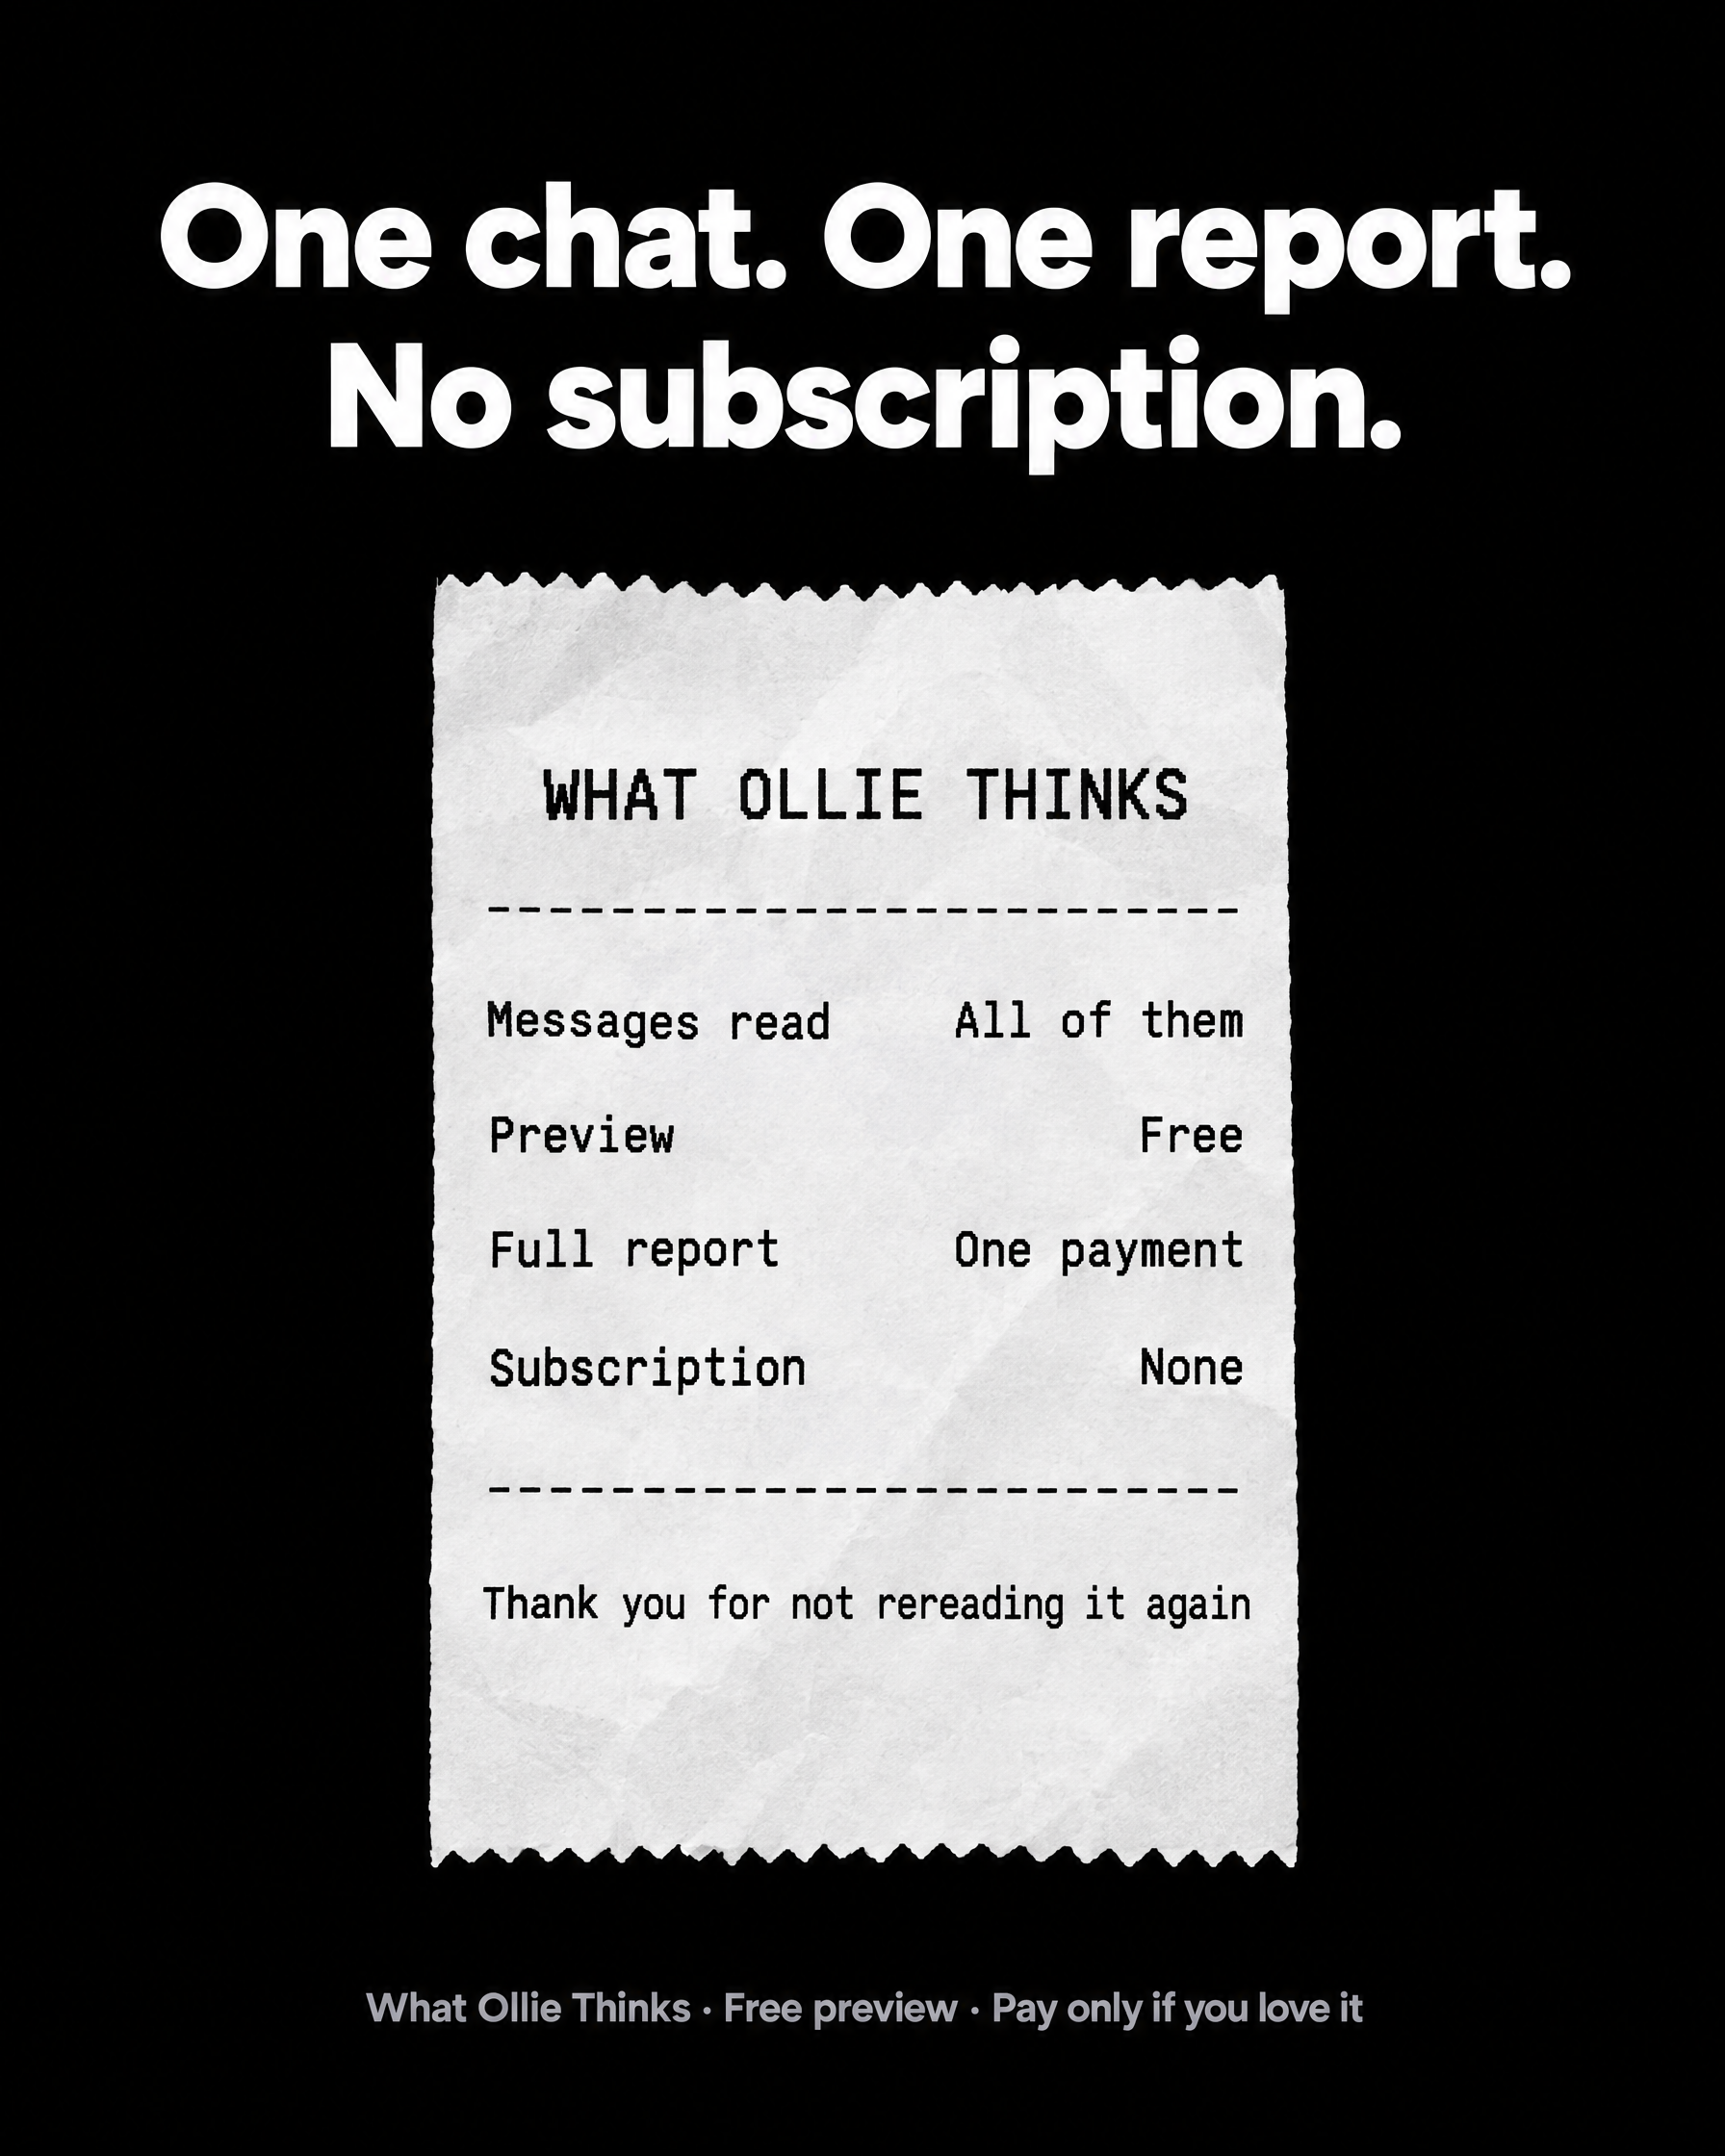 One chat. One report.
No subscription.
WHAT OLLIE THINKS
Messages read All of them
Preview Free
Full report One payment
Subscription None
Thank you for not rereading it again
What Ollie Thinks · Free preview · Pay only if you love it